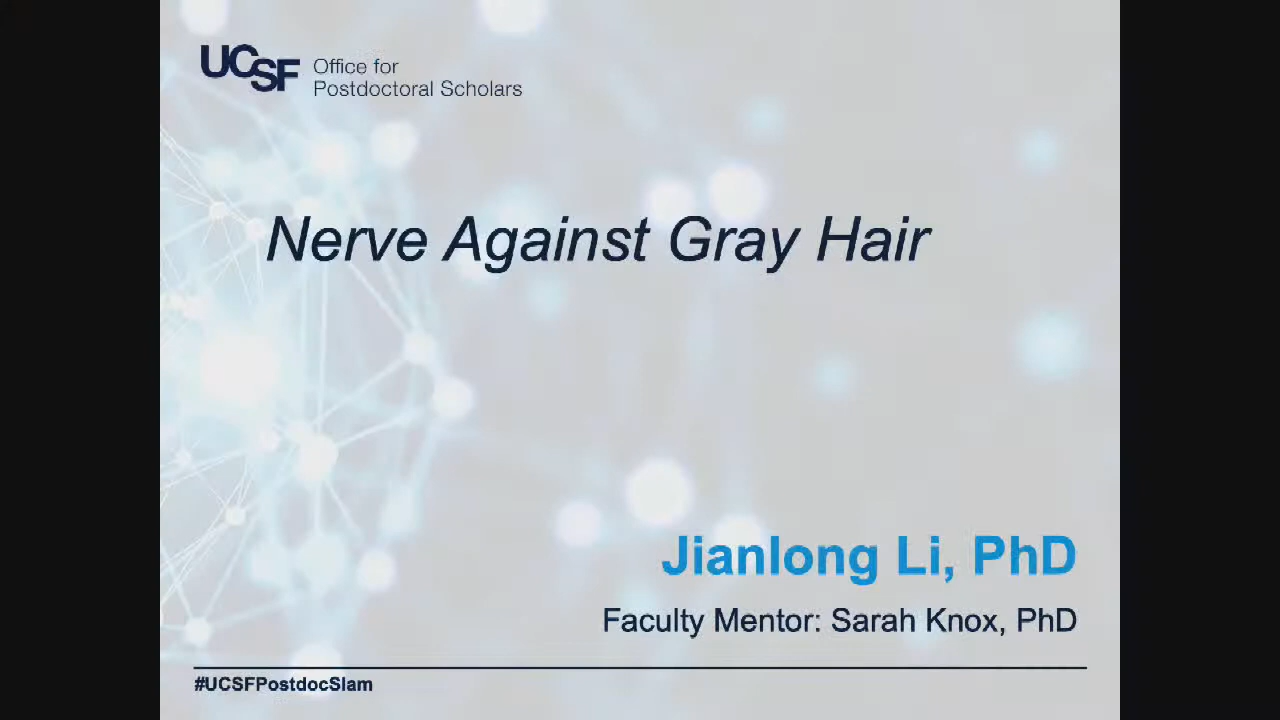 UCSF
Office for
Postdoctoral Scholars
Nerve Against Gray Hair
Jianlong Li, PhD
Faculty Mentor: Sarah Knox, PhD
#UCSFPostdocSlam